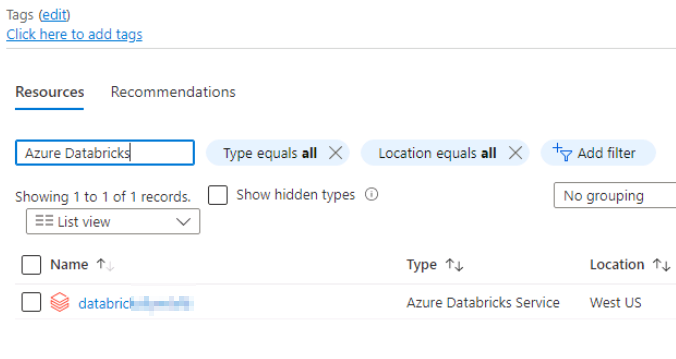 Tags (edit)
Click here to add tags
Resources Recommendations
Azure Databricks Type equals all Location equals all Add filter
Showing 1 to 1 of 1 records. Show hidden types No grouping
List view
Name Type Location
Azure Databricks Service West US